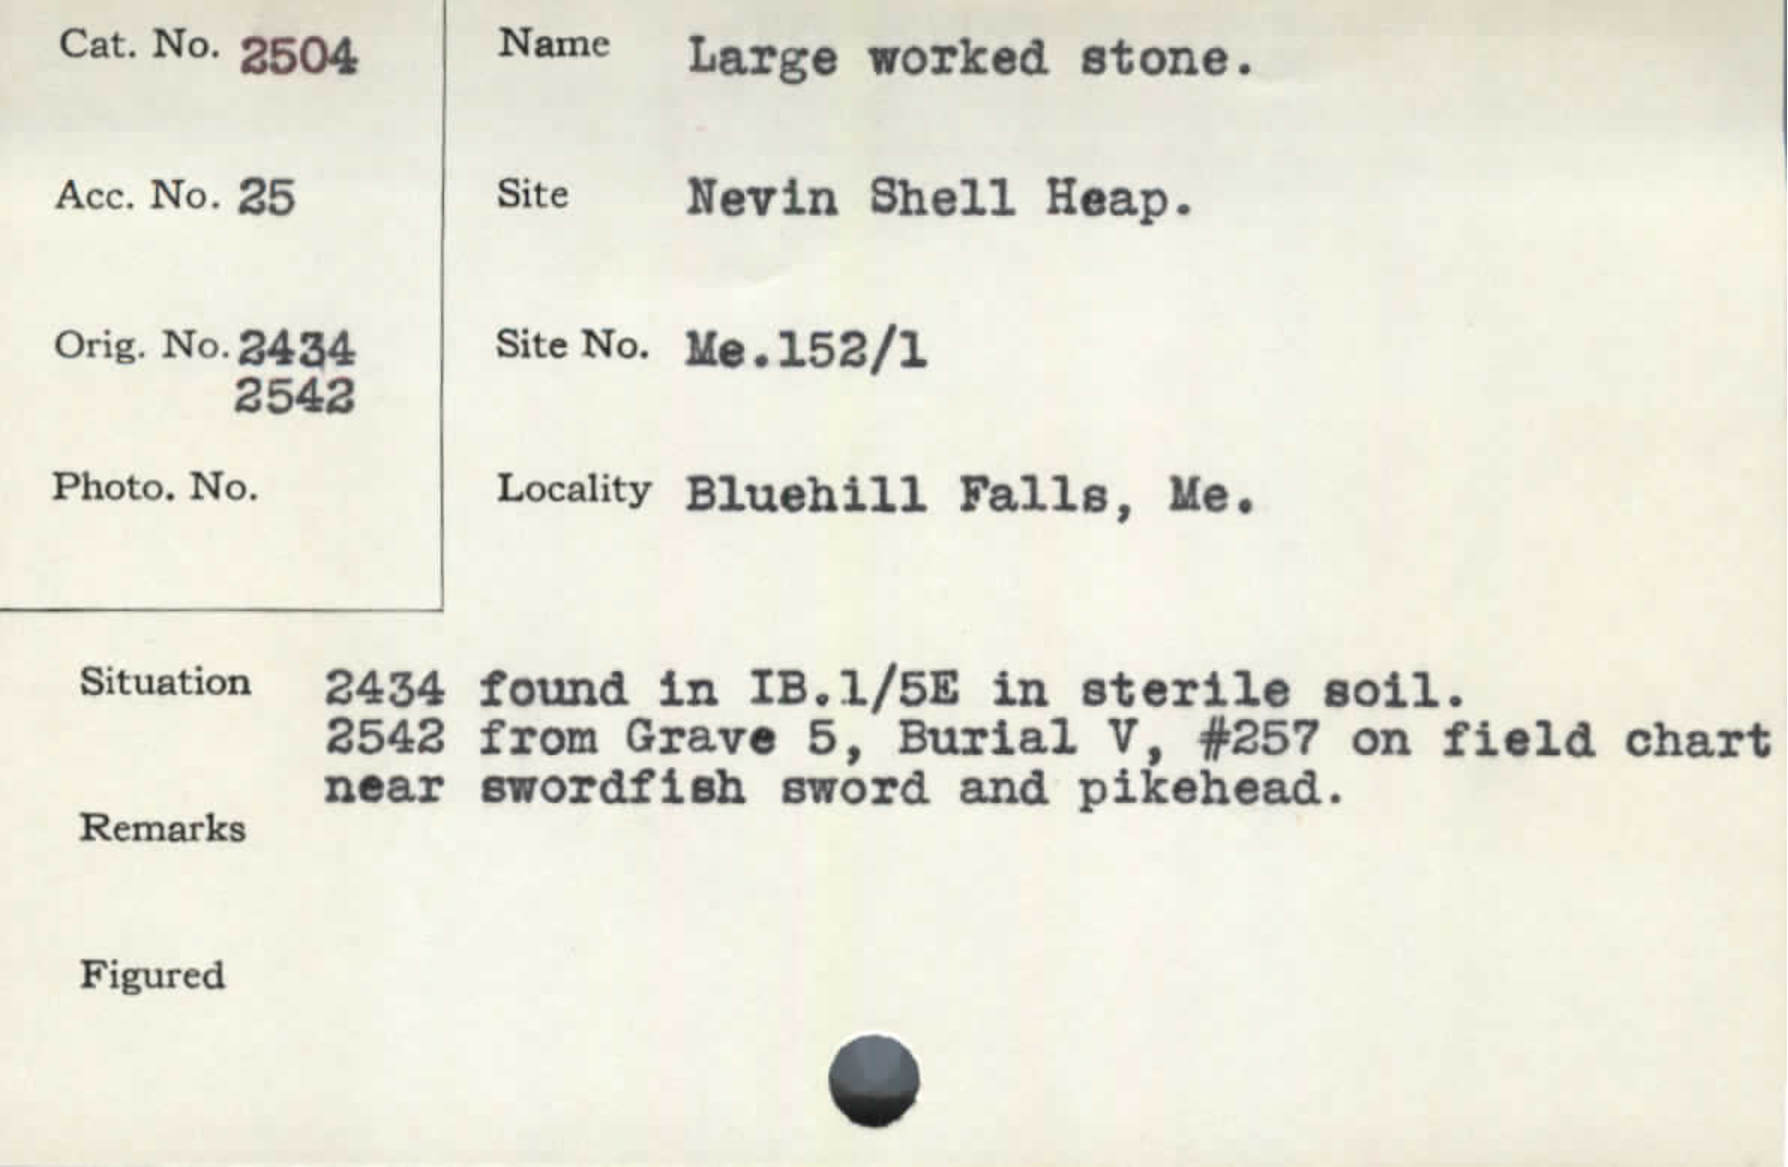 Cat. No. 2504
Name Large worked stone.
Acc. No. 25
Site Nevin Shell Heap.
Orig. No. 2434
2542
Site No. Me.152/1
Photo. No.
Locality Bluehill Falls, Me.
Situation 2434 found in IB.1/5E in sterile soil.
2542 from Grave 5, Burial V, #257 on field chart
near swordfish sword and pikehead.
Remarks
Figured